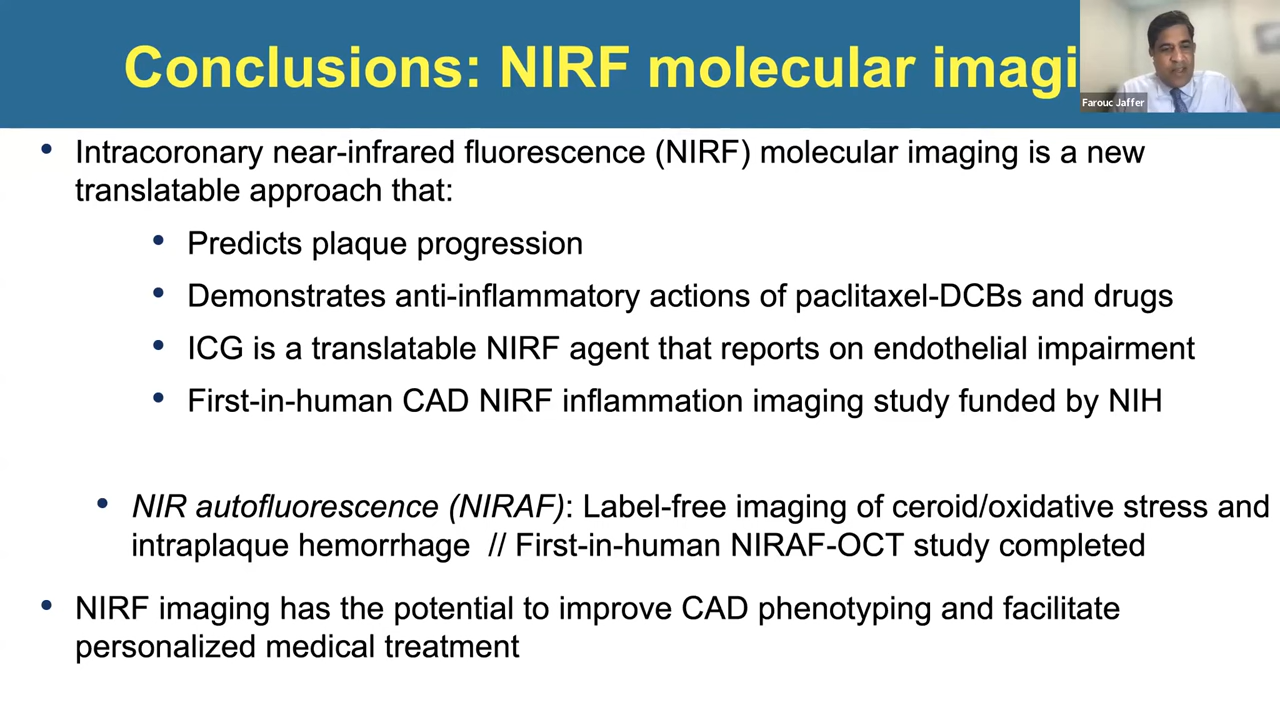 Conclusions: NIRF molecular imagi
Farouc Jaffer
• Intracoronary near-infrared fluorescence (NIRF) molecular imaging is a new
translatable approach that:
• Predicts plaque progression
• Demonstrates anti-inflammatory actions of paclitaxel-DCBs and drugs
• ICG is a translatable NIRF agent that reports on endothelial impairment
• First-in-human CAD NIRF inflammation imaging study funded by NIH
• NIR autofluorescence (NIRAF): Label-free imaging of ceroid/oxidative stress and
intraplaque hemorrhage // First-in-human NIRAF-OCT study completed
• NIRF imaging has the potential to improve CAD phenotyping and facilitate
personalized medical treatment